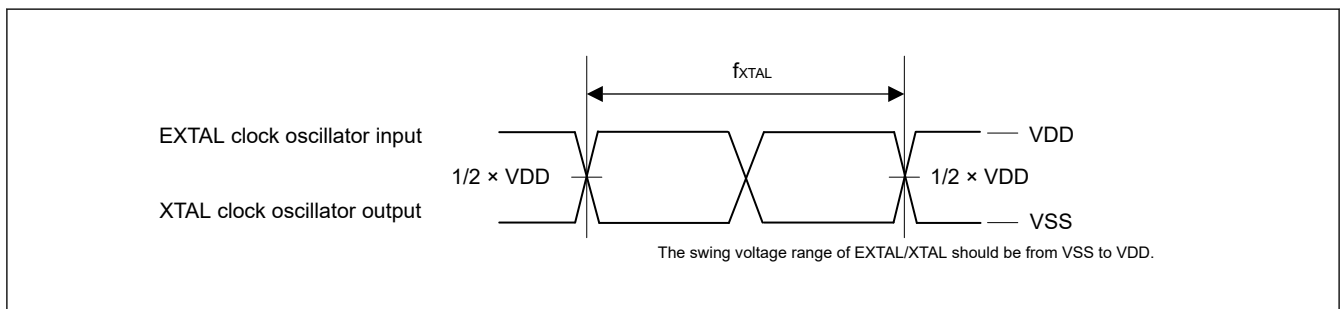 fXTAL
EXTAL clock oscillator input
VDD
1/2 × VDD
1/2 × VDD
XTAL clock oscillator output
VSS
The swing voltage range of EXTAL/XTAL should be from VSS to VDD.